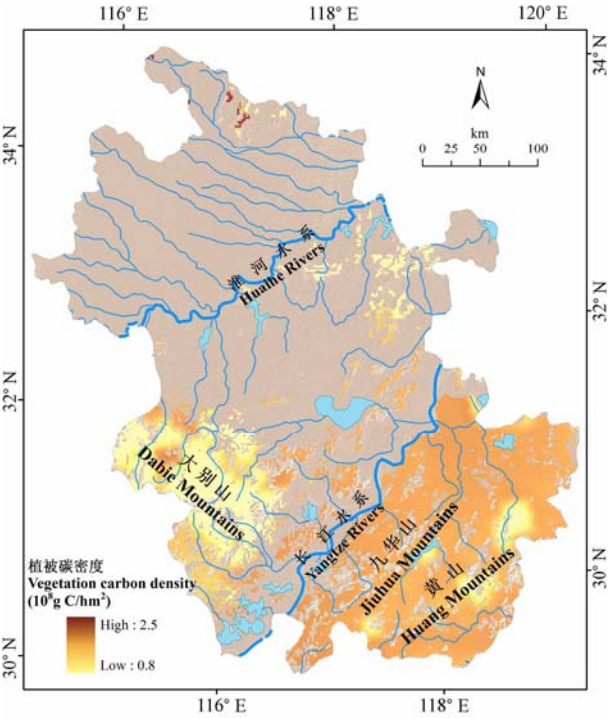 116° E
118° E
120° E
34° N
N
km
0 25 50 100
34° N
淮河水系
Huaihe Rivers
32° N
32° N
大别山
Dabie Mountains
长江水系
Yangtze Rivers
九华山
Jiuhua Mountains
黄山
Huang Mountains
30° N
植被碳密度
Vegetation carbon density
(10⁸g C/hm²)
High : 2.5
Low : 0.8
30° N
116° E
118° E